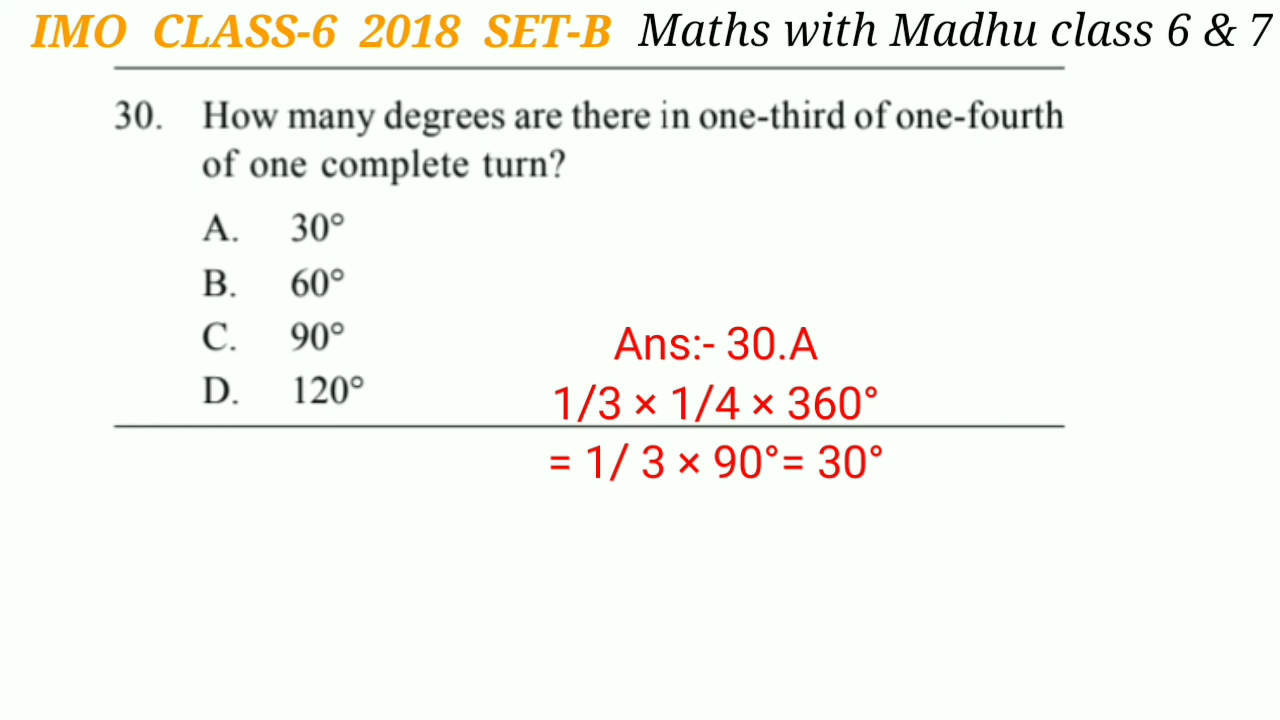 IMO CLASS-6 2018 SET-B Maths with Madhu class 6 & 7
30. How many degrees are there in one-third of one-fourth
of one complete turn?
A. 30°
B. 60°
C. 90°
D. 120°
Ans:- 30.A
1/3 × 1/4 × 360°
= 1/ 3 × 90°= 30°